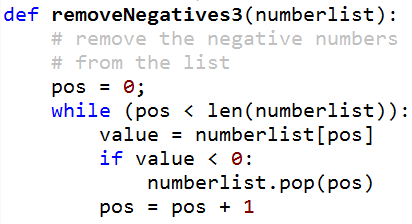 def removeNegatives3(numberlist):
    # remove the negative numbers
    # from the list
    pos = 0;
    while (pos < len(numberlist)):
        value = numberlist[pos]
        if value < 0:
            numberlist.pop(pos)
        pos = pos + 1